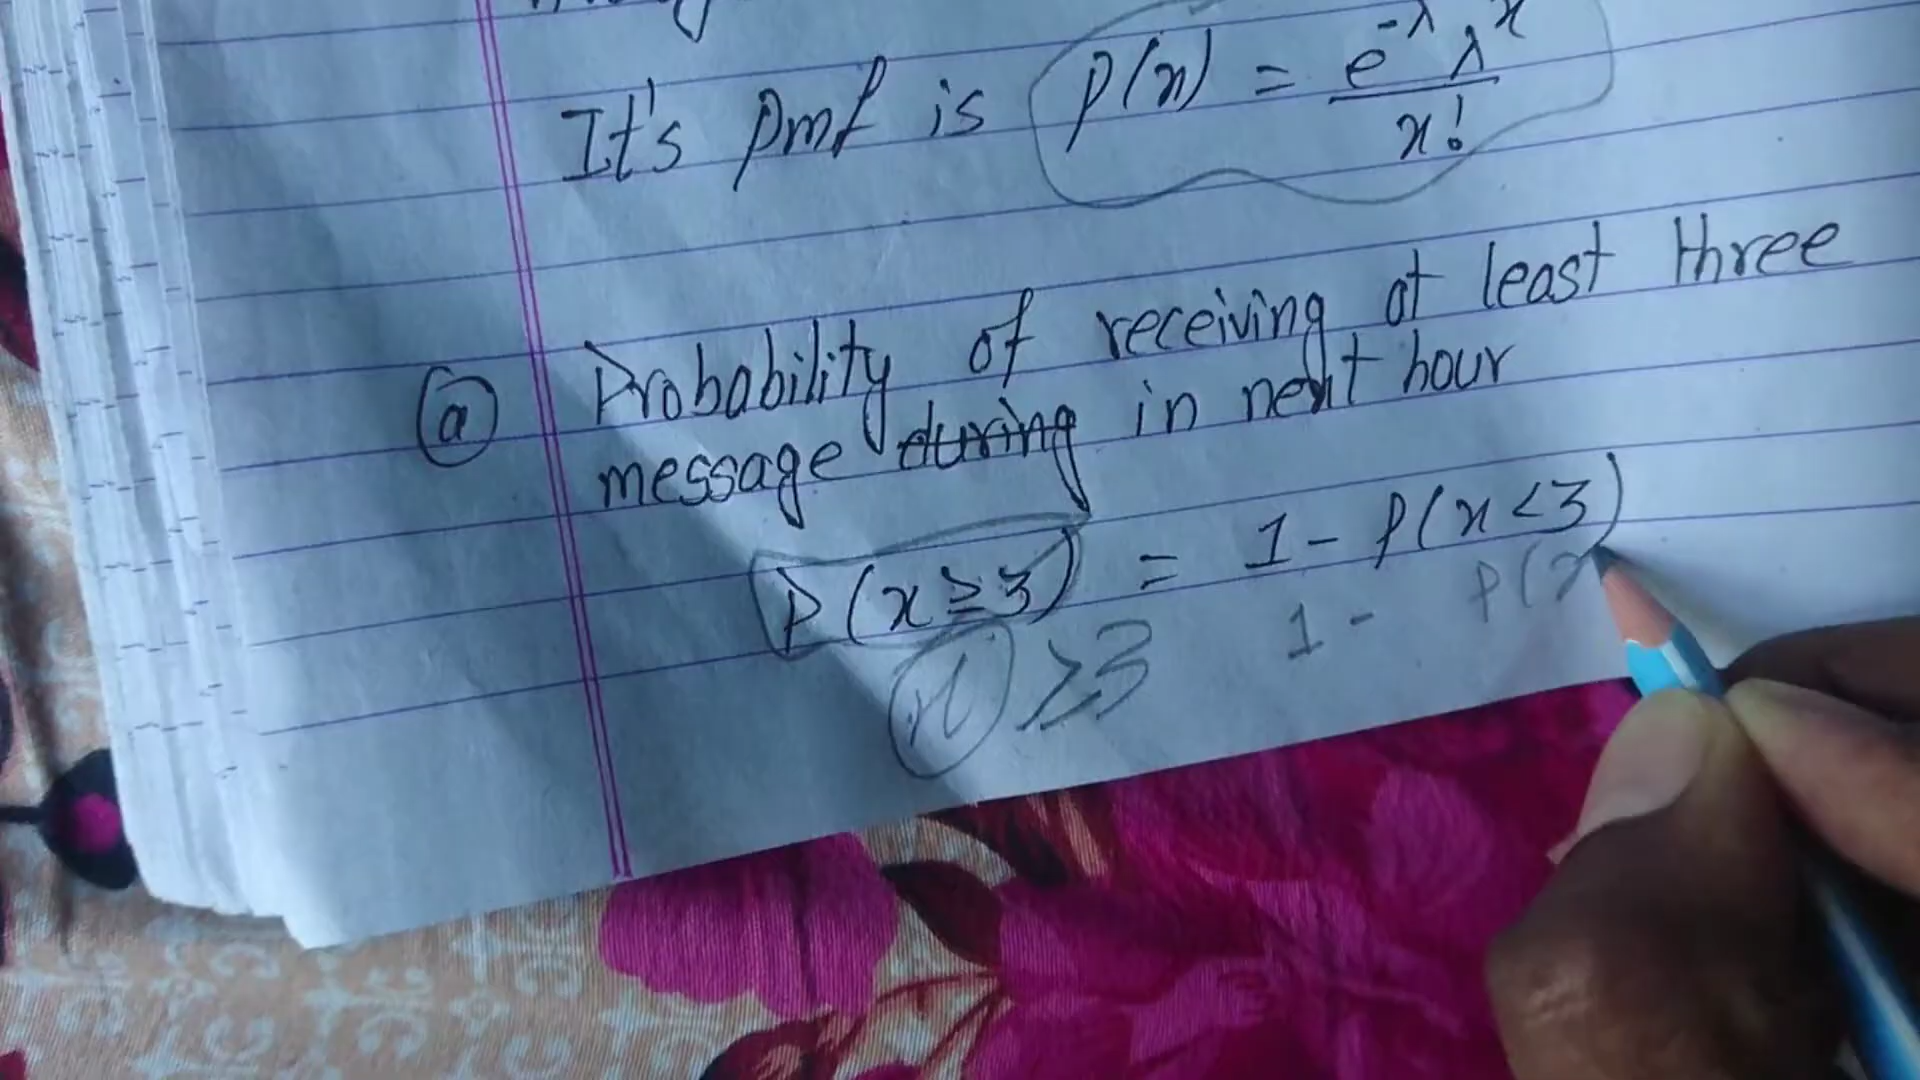 It's pmf is P(x) = e^-λ λ^x / x!
(a) Probability of receiving at least three
message during in next hour
P(x≥3) = 1 - P(x<3)
x ≥3 1 - P(x